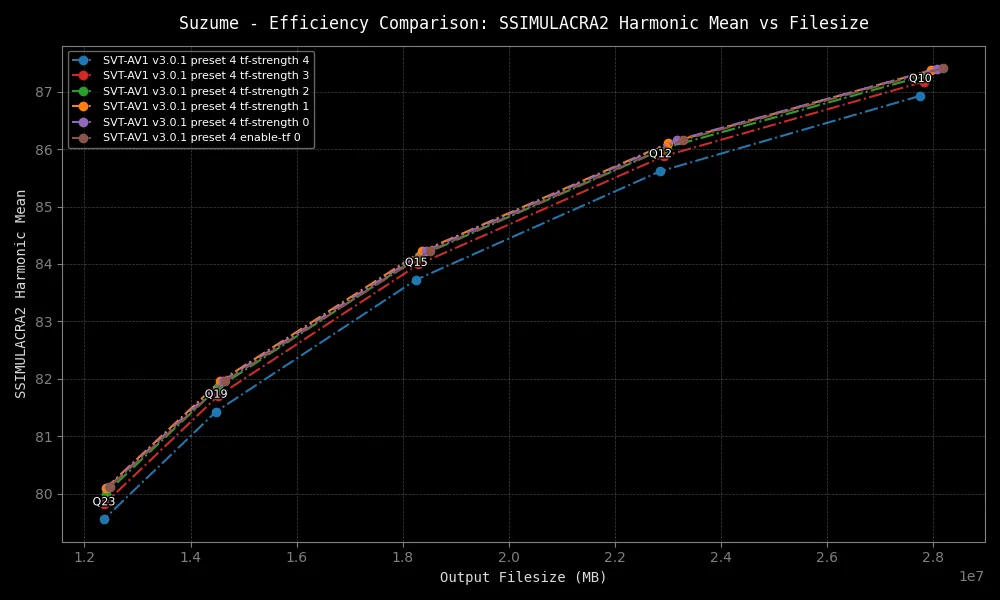 Suzume - Efficiency Comparison: SSIMULACRA2 Harmonic Mean vs Filesize
SVT-AV1 v3.0.1 preset 4 tf-strength 4
SVT-AV1 v3.0.1 preset 4 tf-strength 3
SVT-AV1 v3.0.1 preset 4 tf-strength 2
SVT-AV1 v3.0.1 preset 4 tf-strength 1
SVT-AV1 v3.0.1 preset 4 tf-strength 0
SVT-AV1 v3.0.1 preset 4 enable-tf 0
SSIMULACRA2 Harmonic Mean
87
86
85
84
83
82
81
80
Q10
Q12
Q15
Q19
Q23
1.2 1.4 1.6 1.8 2.0 2.2 2.4 2.6 2.8
1e7
Output Filesize (MB)